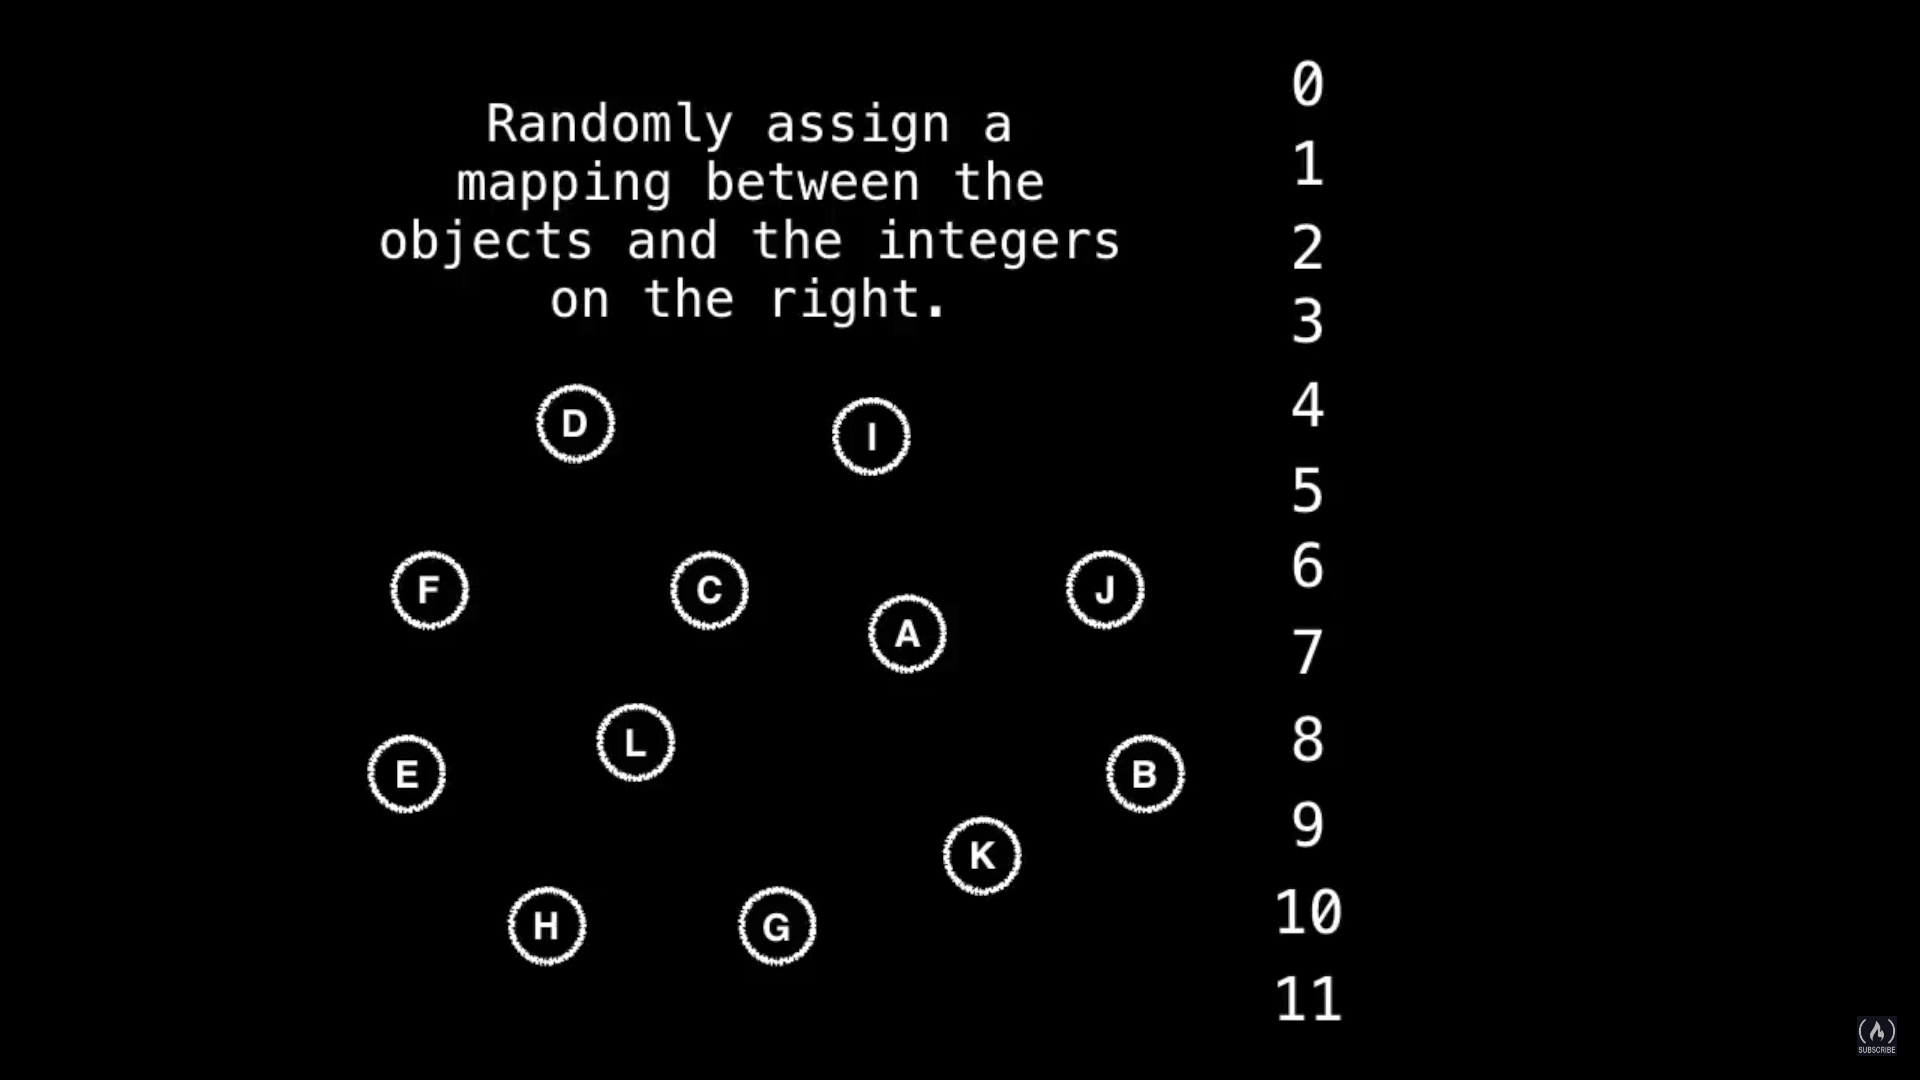 Randomly assign a
mapping between the
objects and the integers
on the right.
0
1
2
3
4
5
6
7
8
9
10
11
D
I
F
C
A
J
E
L
B
K
H
G
SUBSCRIBE